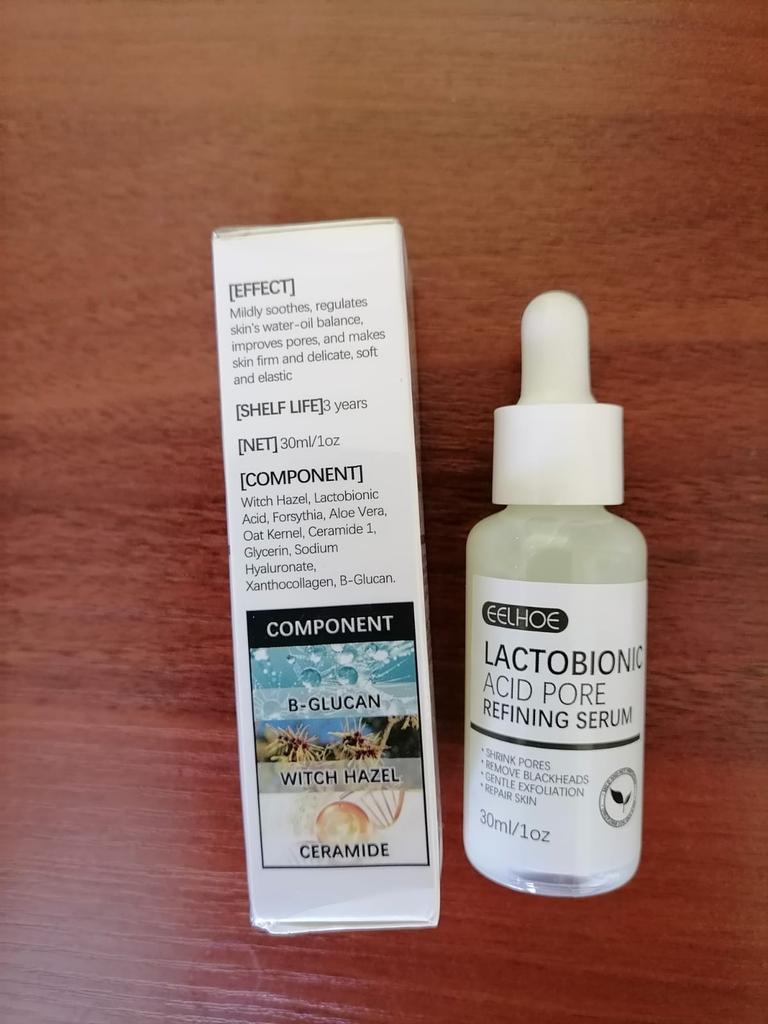 [EFFECT]
Mildly soothes, regulates
skin's water-oil balance,
improves pores, and makes
skin firm and delicate, soft
and elastic
[SHELF LIFE]3 years
[NET] 30ml/1oz
[COMPONENT]
Witch Hazel, Lactobionic
Acid, Forsythia, Aloe Vera,
Oat Kernel, Ceramide 1,
Glycerin, Sodium
Hyaluronate,
Xanthocollagen, B-Glucan.
COMPONENT
B-GLUCAN
WITCH HAZEL
CERAMIDE
EELHOE
LACTOBIONIC
ACID PORE
REFINING SERUM
• SHRINK PORES
• REMOVE BLACKHEADS
• GENTLE EXFOLIATION
• REPAIR SKIN
30ml/1oz